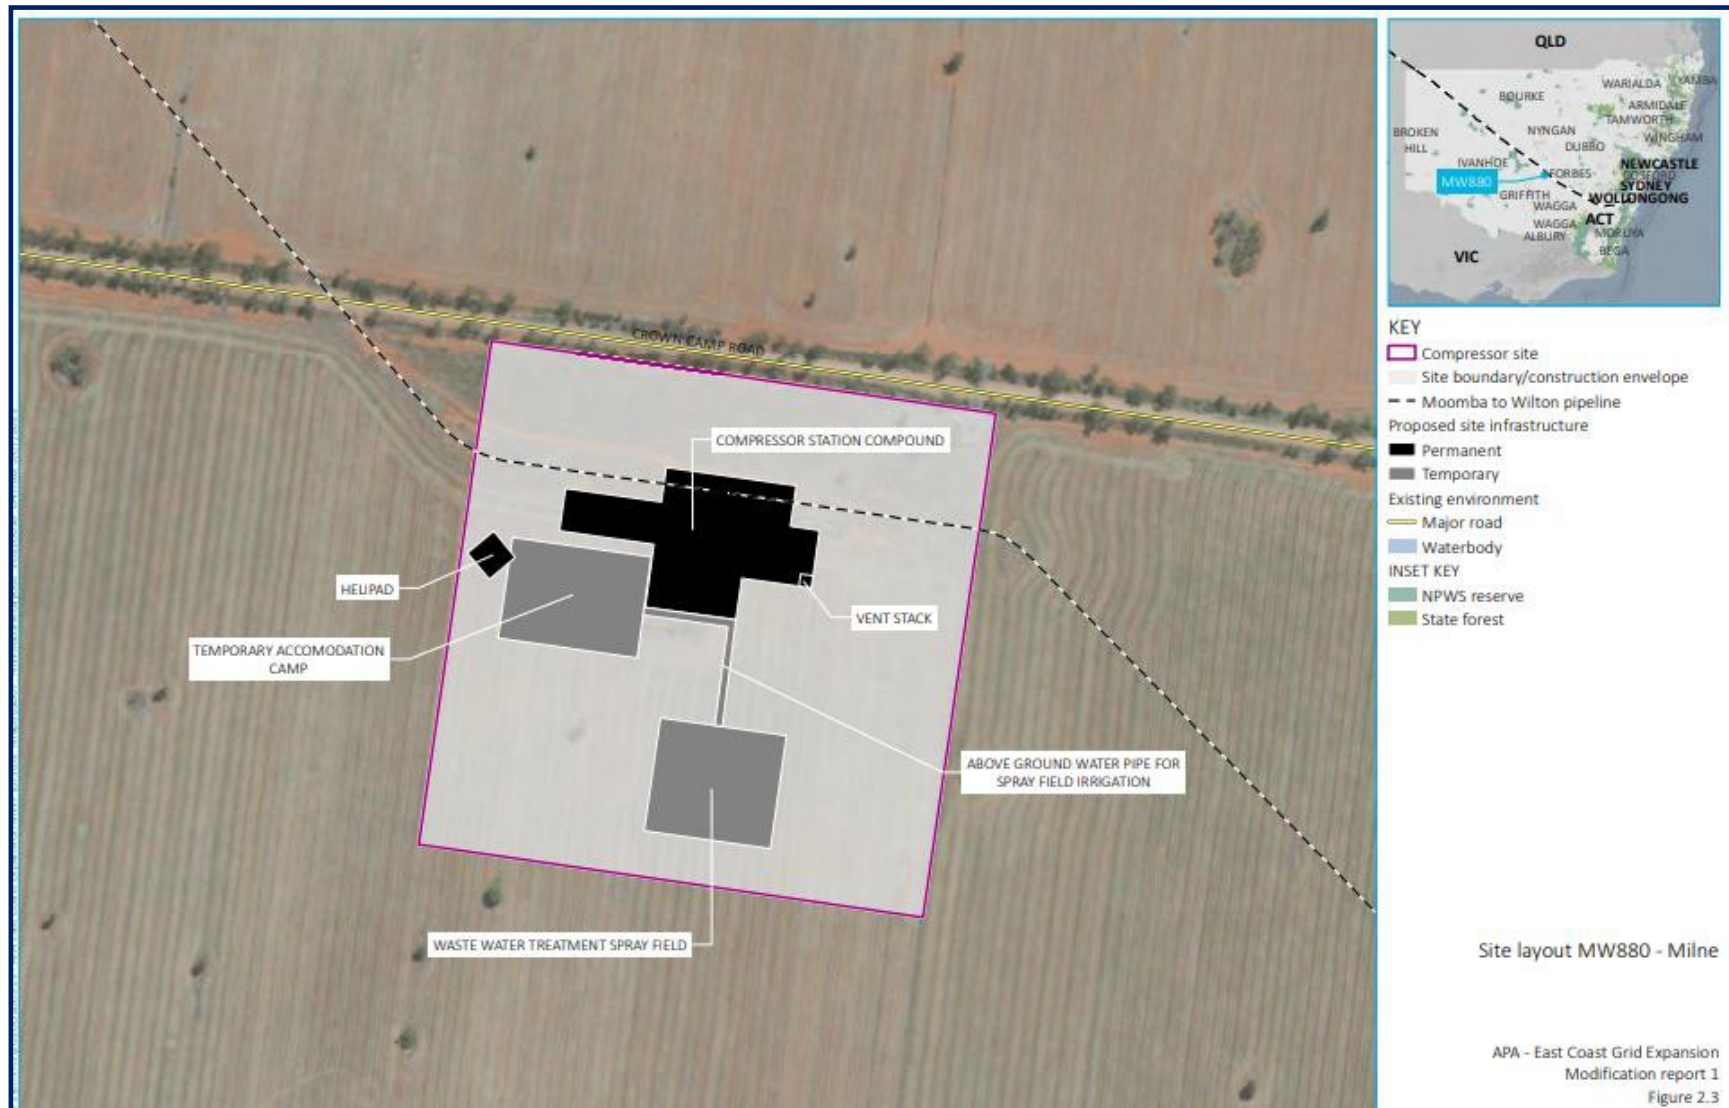 CROWN CAMP ROAD
COMPRESSOR STATION COMPOUND
HELIPAD
VENT STACK
TEMPORARY ACCOMODATION
CAMP
ABOVE GROUND WATER PIPE FOR
SPRAY FIELD IRRIGATION
WASTE WATER TREATMENT SPRAY FIELD
QLD
WARIALDA
YAMBA
BOURKE
ARMIDALE
TAMWORTH
BROKEN
HILL
NYNGAN
WINGHAM
DUBBO
IVANHOE
NEWCASTLE
FORBES
GOSFORD
MW880
SYDNEY
GRIFFITH
WOLLONGONG
WAGGA
WAGGA
ACT
ALBURY
MORUYA
BEGA
VIC
KEY
Compressor site
Site boundary/construction envelope
Moomba to Wilton pipeline
Proposed site infrastructure
Permanent
Temporary
Existing environment
Major road
Waterbody
INSET KEY
NPWS reserve
State forest
Site layout MW880 - Milne
APA - East Coast Grid Expansion
Modification report 1
Figure 2.3